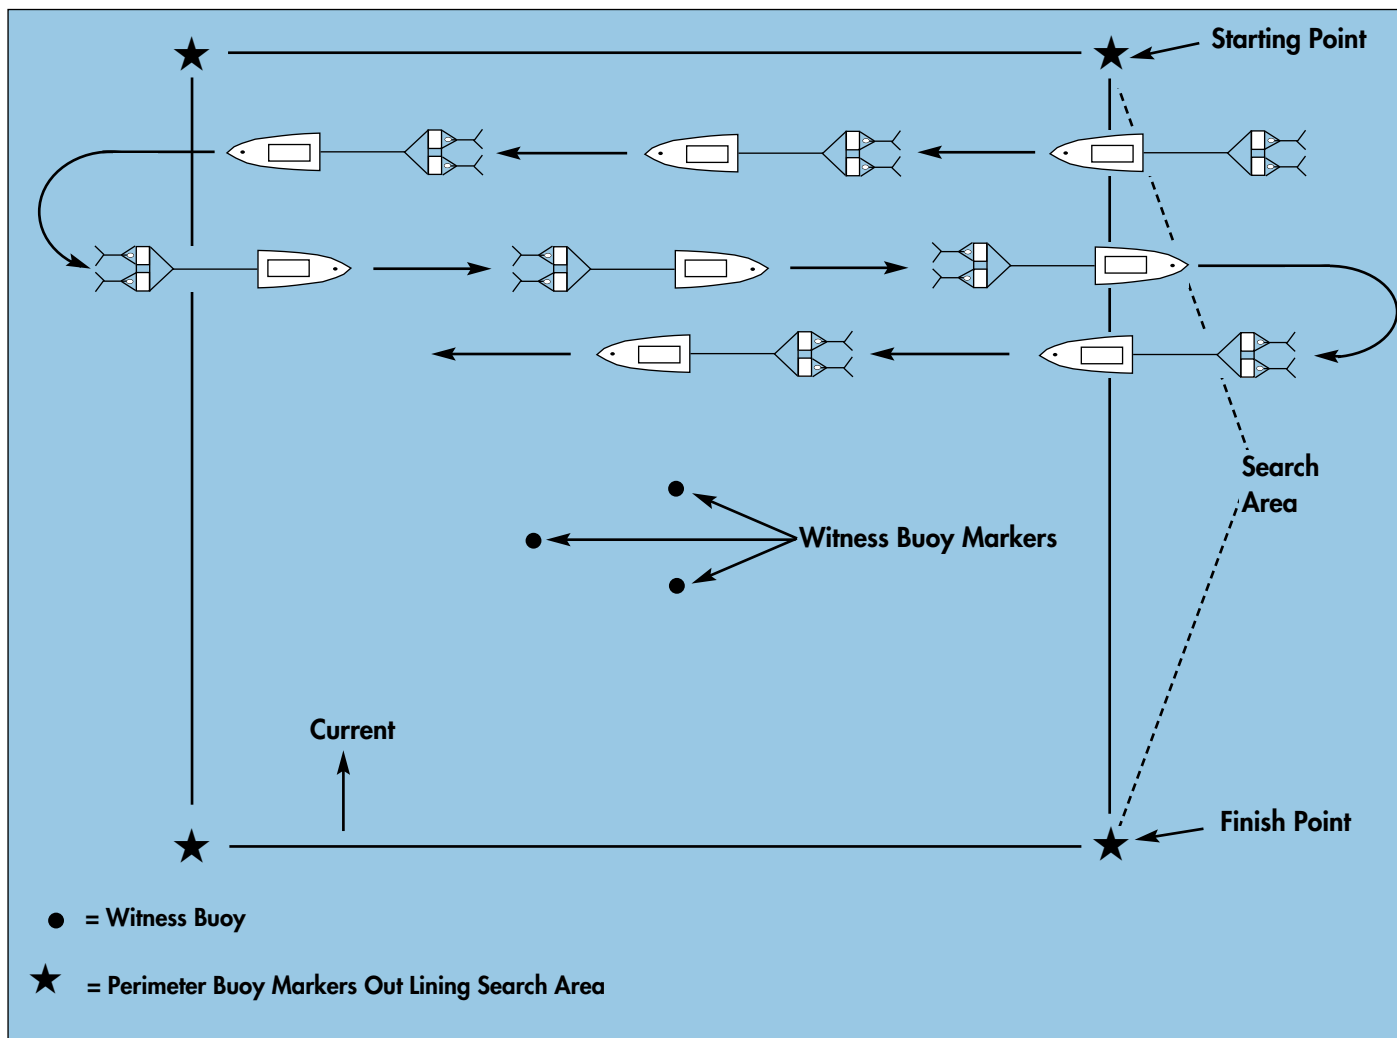 Starting Point
Search
Area
Witness Buoy Markers
Current
Finish Point
= Witness Buoy
= Perimeter Buoy Markers Out Lining Search Area